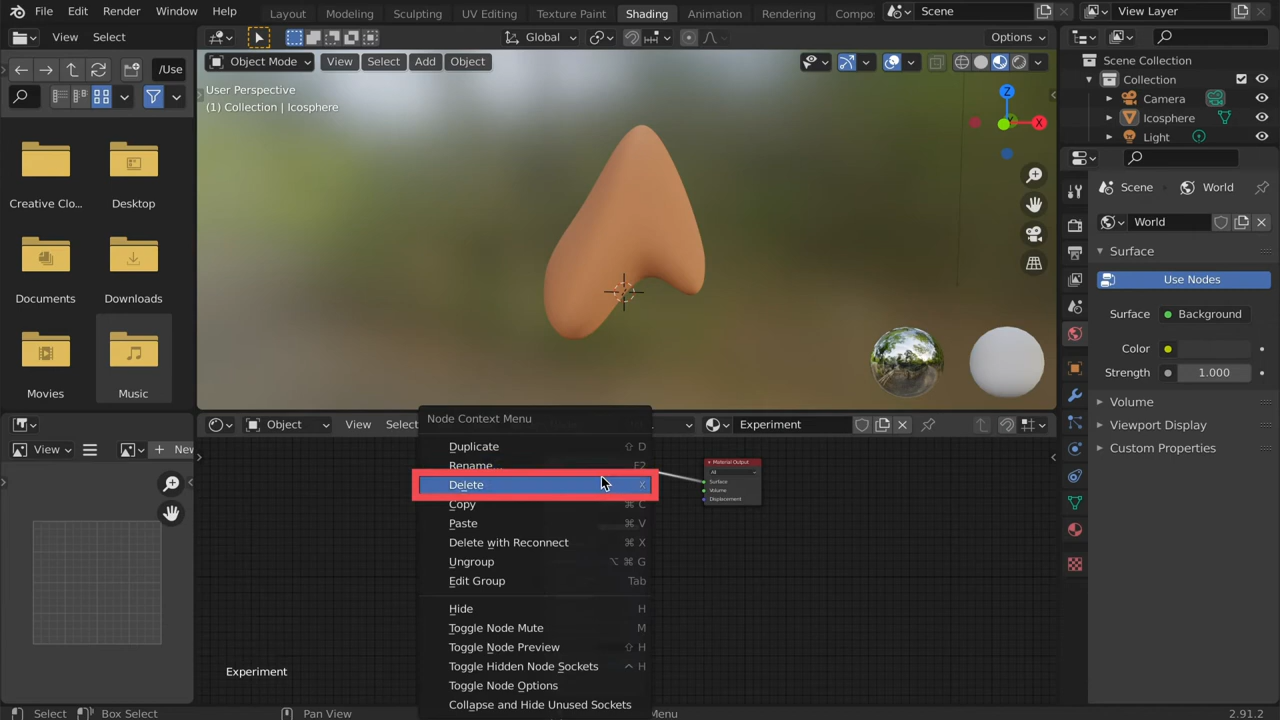 File Edit Render Window Help
Layout Modeling Sculpting UV Editing Texture Paint Shading Animation Rendering Compo
Scene
View Layer
View Select
Global
Options
/Use
Object Mode View Select Add Object
User Perspective
(1) Collection | Icosphere
Z
X
Scene Collection
Collection
Camera
Icosphere
Light
Creative Clo...
Desktop
Documents
Downloads
Movies
Music
Scene
World
World
Surface
Use Nodes
Surface
Background
Color
Strength
1.000
Volume
Viewport Display
Custom Properties
View
New
Object View Selec
Experiment
Node Context Menu
Duplicate ⇧ D
Rename... F2
Delete X
Copy ⌘ C
Paste ⌘ V
Delete with Reconnect ⌘ X
Ungroup ⌥ ⌘ G
Edit Group Tab
Hide H
Toggle Node Mute M
Toggle Node Preview ⇧ H
Toggle Hidden Node Sockets ^ H
Toggle Node Options
Collapse and Hide Unused Sockets
Material Output
All
Surface
Volume
Displacement
Experiment
Select
Box Select
Pan View
Menu
2.91.2